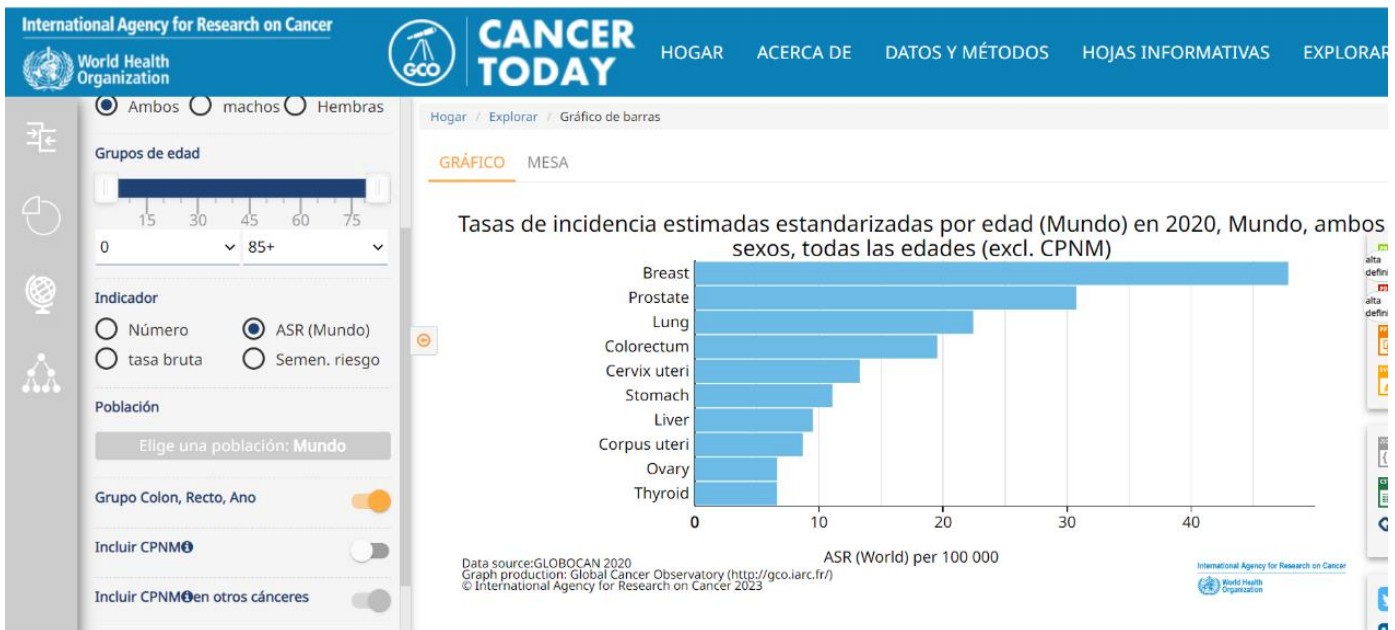 International Agency for Research on Cancer
World Health
Organization
GCO
CANCER
TODAY
HOGAR ACERCA DE DATOS Y MÉTODOS HOJAS INFORMATIVAS EXPLORAR
Ambos machos Hembras
Grupos de edad
15 30 45 60 75
0 85+
Indicador
Número ASR (Mundo)
tasa bruta Semen. riesgo
Población
Elige una población: Mundo
Grupo Colon, Recto, Ano
Incluir CPNM
Incluir CPNM en otros cánceres
Hogar / Explorar / Gráfico de barras
GRÁFICO MESA
Tasas de incidencia estimadas estandarizadas por edad (Mundo) en 2020, Mundo, ambos
sexos, todas las edades (excl. CPNM)
Breast
Prostate
Lung
Colorectum
Cervix uteri
Stomach
Liver
Corpus uteri
Ovary
Thyroid
0 10 20 30 40
ASR (World) per 100 000
Data source:GLOBOCAN 2020
Graph production: Global Cancer Observatory (http://gco.iarc.fr/)
© International Agency for Research on Cancer 2023
International Agency for Research on Cancer
World Health
Organization
alta
alta